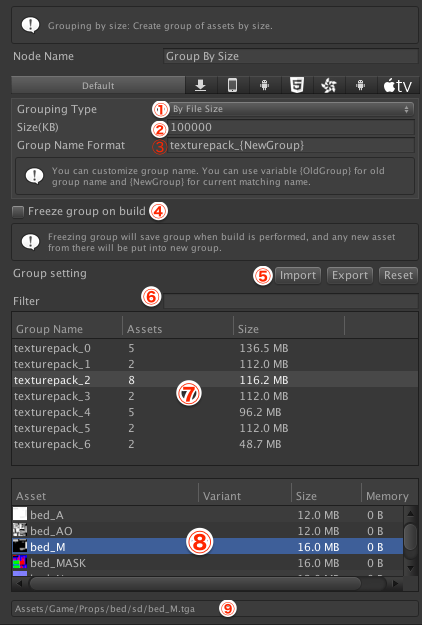 Grouping by size: Create group of assets by size.
Node Name Group By Size
Default tv
Grouping Type ① By File Size
Size(KB) ② 100000
Group Name Format ③ texturepack_{NewGroup}
You can customize group name. You can use variable {OldGroup} for old
group name and {NewGroup} for current matching name.
Freeze group on build ④
Freezing group will save group when build is performed, and any new asset
from there will be put into new group.
Group setting ⑤ Import Export Reset
Filter ⑥
Group Name Assets Size
texturepack_0 5 136.5 MB
texturepack_1 2 112.0 MB
texturepack_2 8 116.2 MB
texturepack_3 2 112.0 MB
texturepack_4 5 96.2 MB
texturepack_5 2 112.0 MB
texturepack_6 2 48.7 MB
⑦
Asset Variant Size Memory
bed_A 12.0 MB 0 B
bed_AO 12.0 MB 0 B
bed_M ⑧ 16.0 MB 0 B
bed_MASK 16.0 MB 0 B
Assets/Game/Props/bed/sd/bed_M.tga ⑨